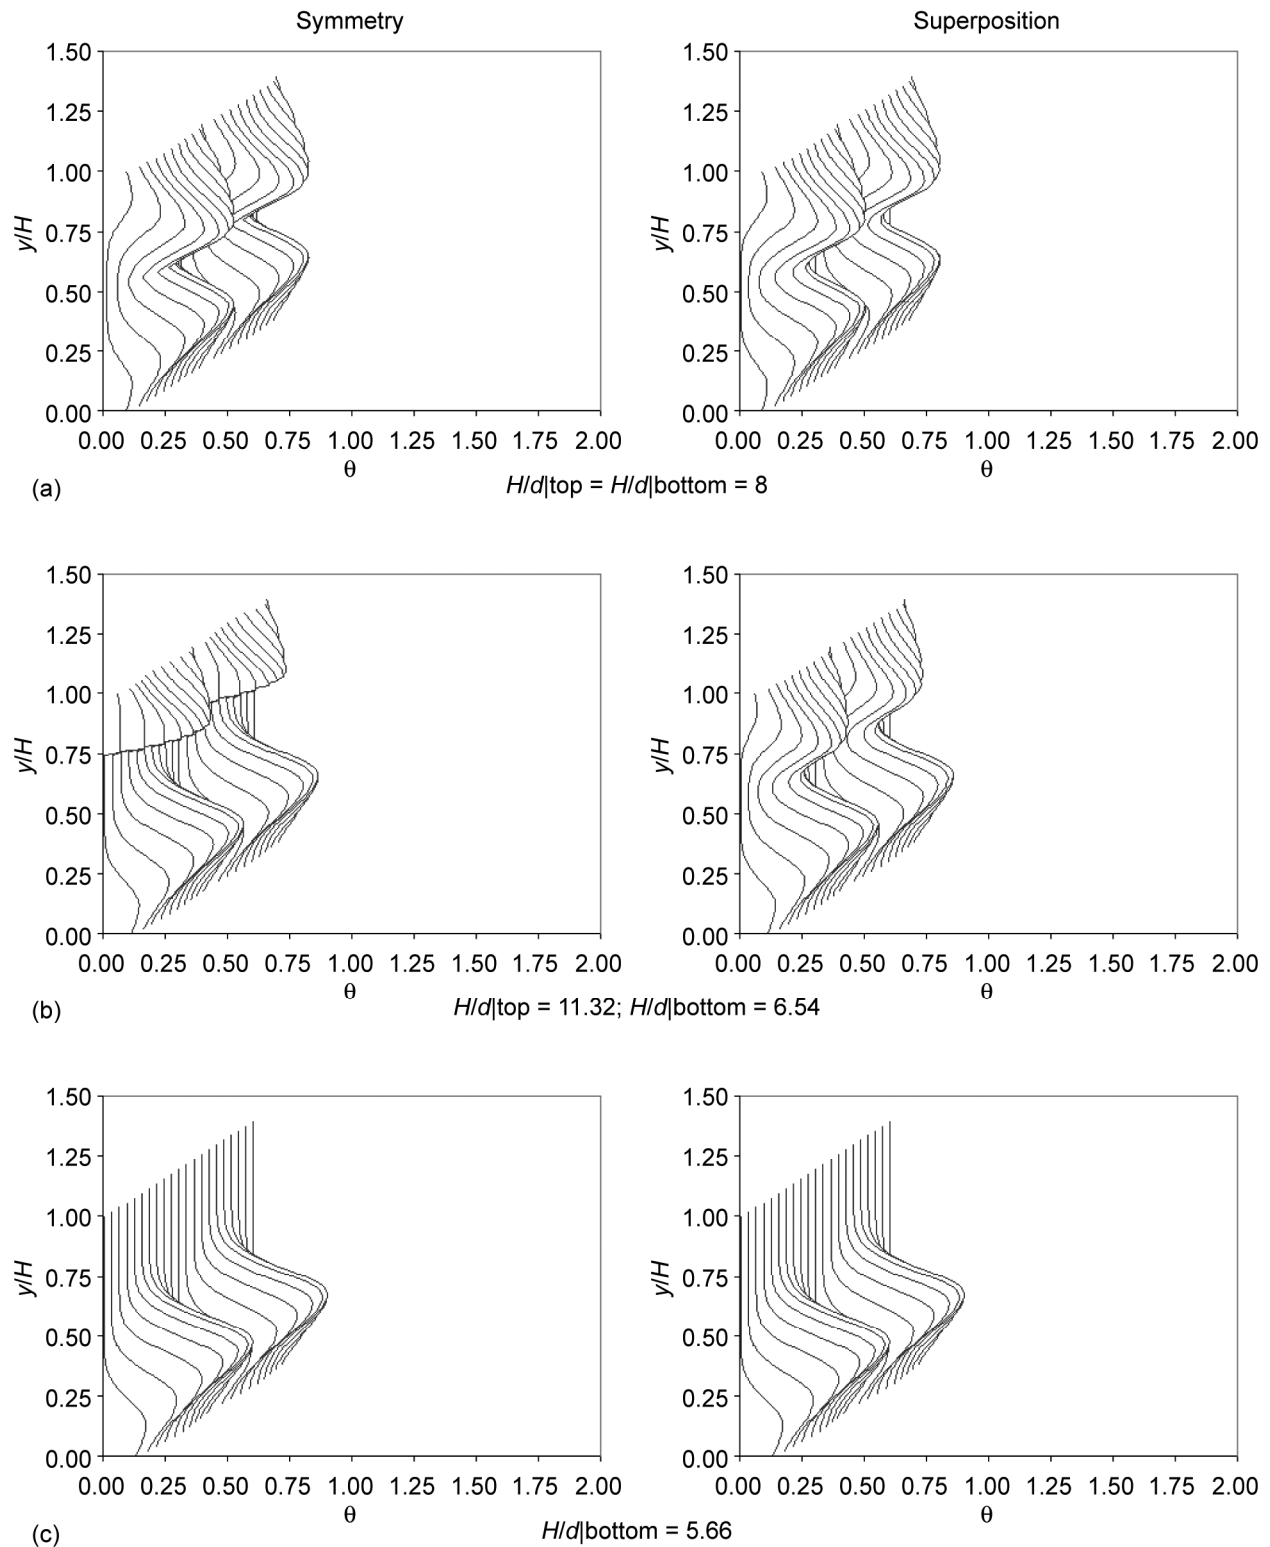 Symmetry Superposition
1.50 1.50
1.25 1.25
1.00 1.00
y/H 0.75 y/H 0.75
0.50 0.50
0.25 0.25
0.00 0.00
0.00 0.25 0.50 0.75 1.00 1.25 1.50 1.75 2.00 0.00 0.25 0.50 0.75 1.00 1.25 1.50 1.75 2.00
θ θ
(a) H/d|top = H/d|bottom = 8
1.50 1.50
1.25 1.25
1.00 1.00
y/H 0.75 y/H 0.75
0.50 0.50
0.25 0.25
0.00 0.00
0.00 0.25 0.50 0.75 1.00 1.25 1.50 1.75 2.00 0.00 0.25 0.50 0.75 1.00 1.25 1.50 1.75 2.00
θ θ
(b) H/d|top = 11.32; H/d|bottom = 6.54
1.50 1.50
1.25 1.25
1.00 1.00
y/H 0.75 y/H 0.75
0.50 0.50
0.25 0.25
0.00 0.00
0.00 0.25 0.50 0.75 1.00 1.25 1.50 1.75 2.00 0.00 0.25 0.50 0.75 1.00 1.25 1.50 1.75 2.00
θ θ
(c) H/d|bottom = 5.66